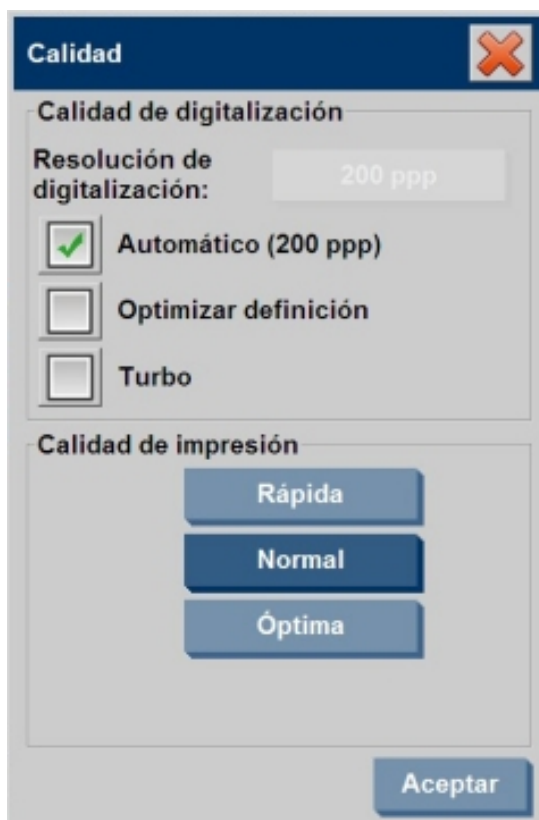 Calidad
Calidad de digitalización
Resolución de
digitalización:
200 ppp
Automático (200 ppp)
Optimizar definición
Turbo
Calidad de impresión
Rápida
Normal
Óptima
Aceptar